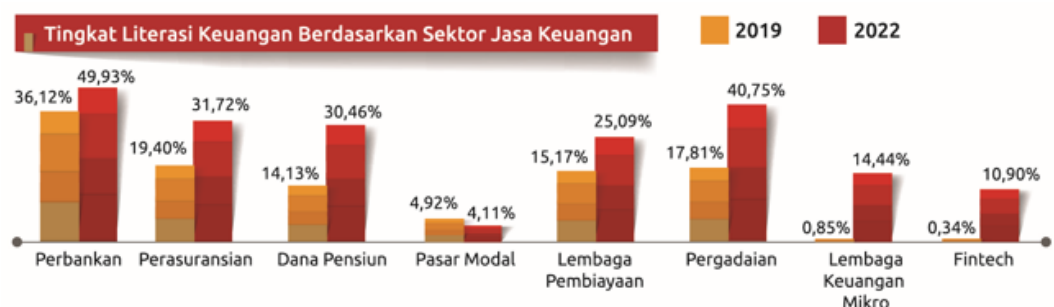 Tingkat Literasi Keuangan Berdasarkan Sektor Jasa Keuangan
2019
2022
36,12%
49,93%
19,40%
31,72%
14,13%
30,46%
4,92%
4,11%
15,17%
25,09%
17,81%
40,75%
0,85%
14,44%
0,34%
10,90%
Perbankan
Perasuransian
Dana Pensiun
Pasar Modal
Lembaga
Pembiayaan
Pergadaian
Lembaga
Keuangan
Mikro
Fintech